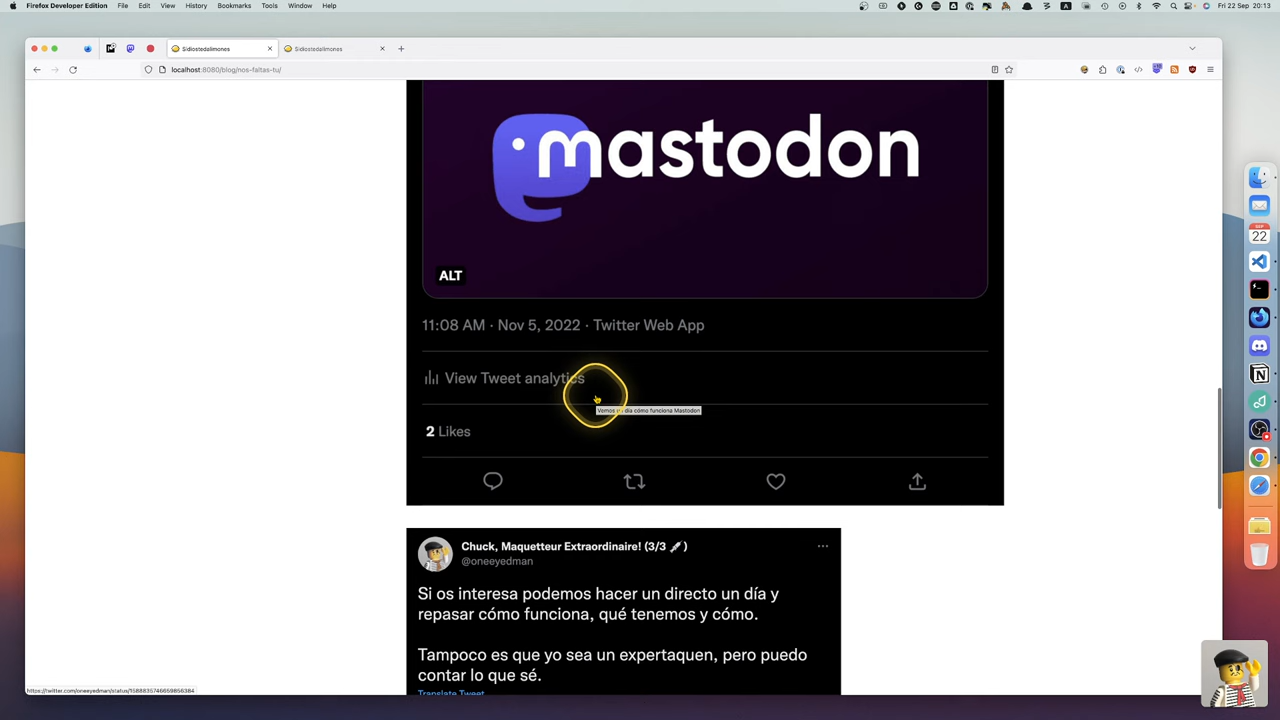 Firefox Developer Edition File Edit View History Bookmarks Tools Window Help
Fri 22 Sep 20:13
Sidiostedalimones
Sidiostedalimones
localhost:8080/blog/nos-faltas-tu/
mastodon
ALT
11:08 AM · Nov 5, 2022 · Twitter Web App
View Tweet analytics
2 Likes
Chuck, Maquetteur Extraordinaire! (3/3 💉)
@oneeyedman
Si os interesa podemos hacer un directo un día y
repasar cómo funciona, qué tenemos y cómo.
Tampoco es que yo sea un expertaquen, pero puedo
contar lo que sé.
Translate Tweet
SEP
22